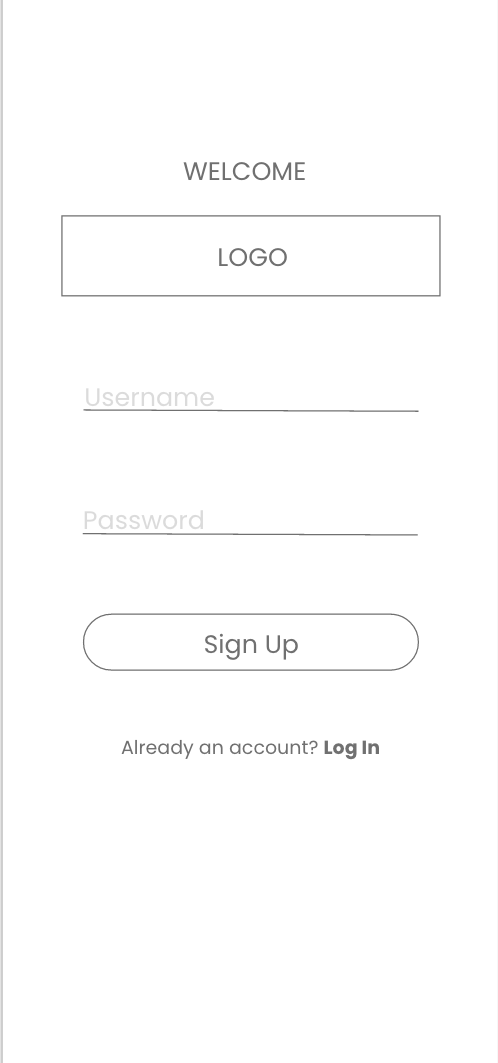 WELCOME
LOGO
Username
Password
Sign Up
Already an account? Log In